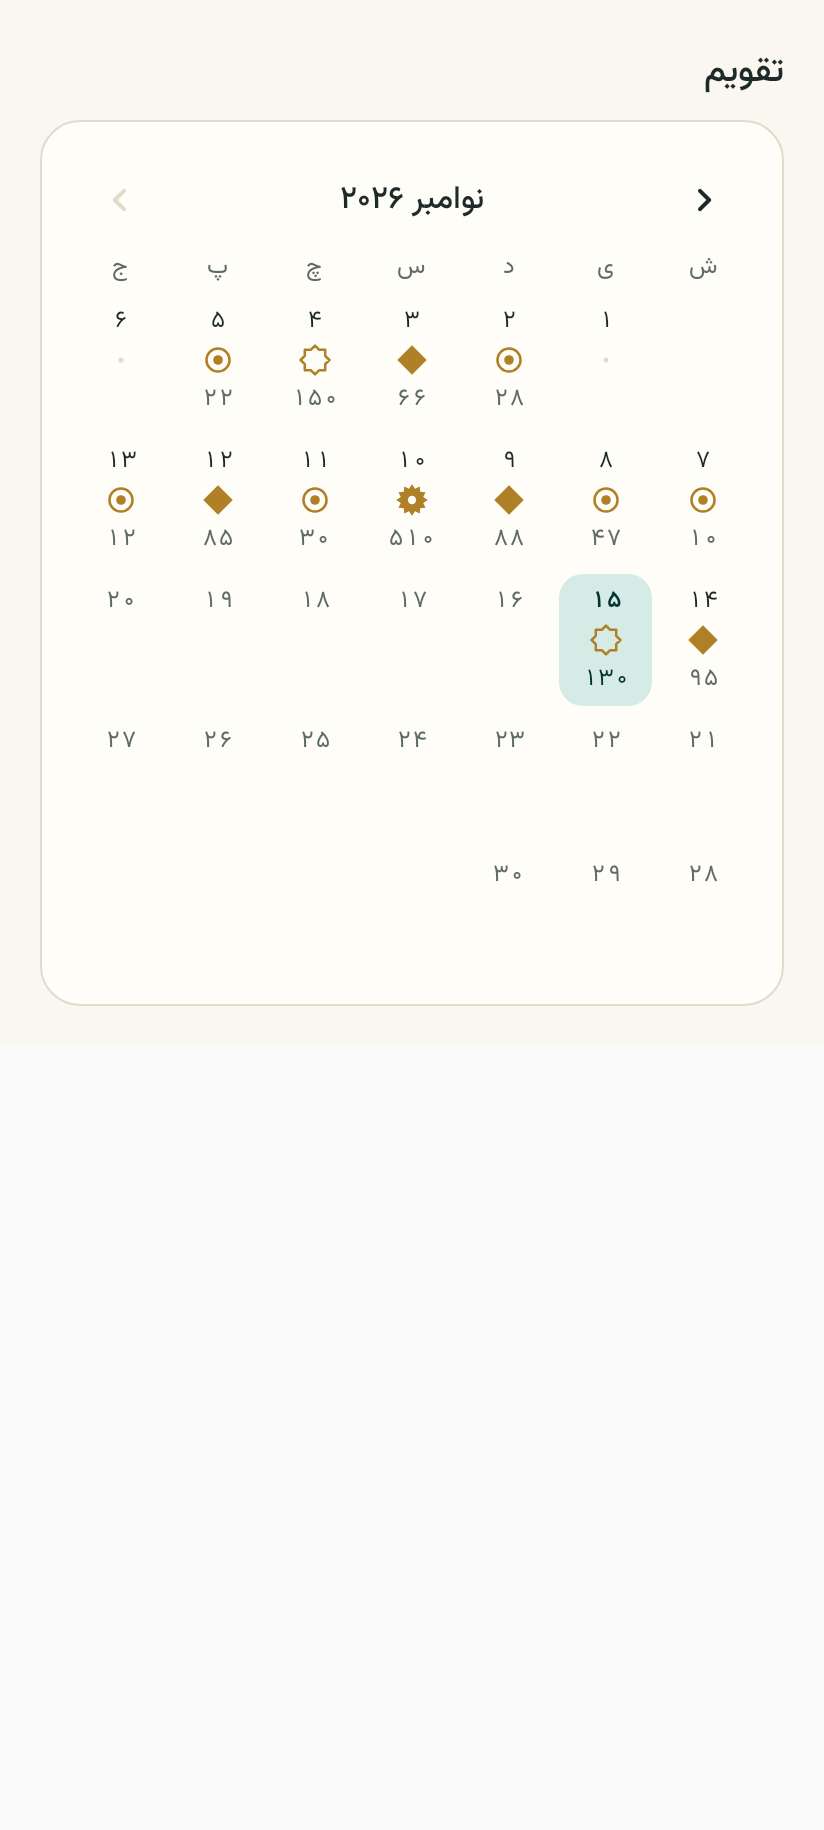 تقویم
نوامبر ۲۰۲۶
ش ی د س چ پ ج
۱ ۲ ۳ ۴ ۵ ۶
۲۸ ۶۶ ۱۵۰ ۲۲
۷ ۸ ۹ ۱۰ ۱۱ ۱۲ ۱۳
۱۰ ۴۷ ۸۸ ۵۱۰ ۳۰ ۸۵ ۱۲
۱۴ ۱۵ ۱۶ ۱۷ ۱۸ ۱۹ ۲۰
۹۵ ۱۳۰
۲۱ ۲۲ ۲۳ ۲۴ ۲۵ ۲۶ ۲۷
۲۸ ۲۹ ۳۰